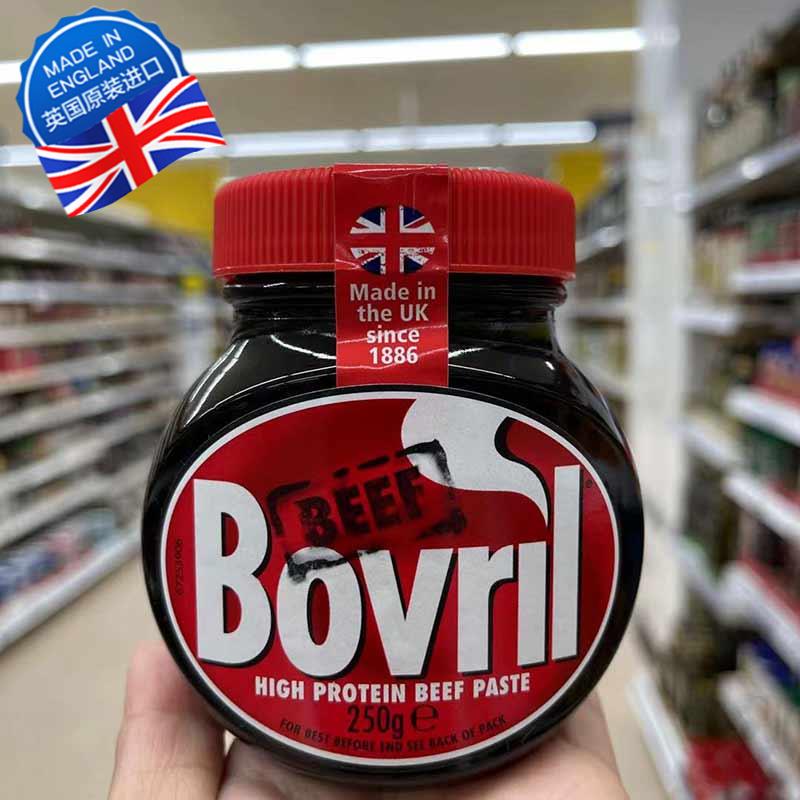 MADE IN
ENGLAND
英国原装进口
Made in
the UK
since
1886
BEEF
Bovril
HIGH PROTEIN BEEF PASTE
250g e
FOR BEST BEFORE END SEE BACK OF PACK
67253906